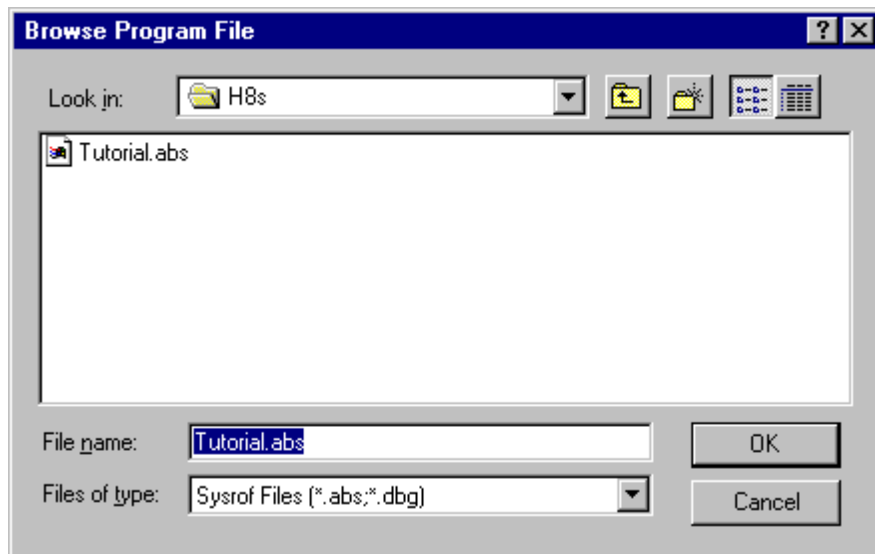 Browse Program File
Look in:
H8s
Tutorial.abs
File name:
Tutorial.abs
OK
Files of type:
Sysrof Files (*.abs;*.dbg)
Cancel